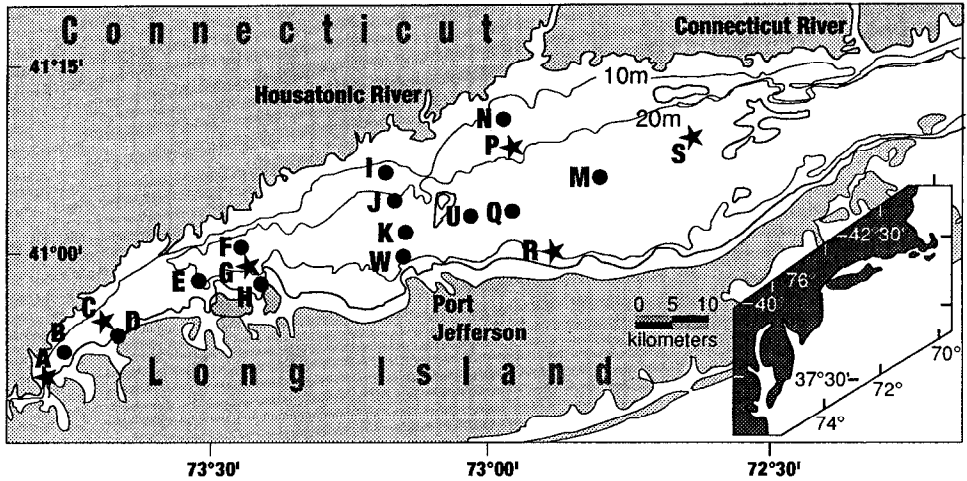 Connecticut
Connecticut River
41°15'
10m
Housatonic River
N
20m
P
S
I
M
J
U
Q
K
41°00'
F
W
R
G
E
H
C
D
B
A
Port
Jefferson
0 5 10
kilometers
Long Island
42°30'
76
40
37°30'
70°
72°
74°
73°30'
73°00'
72°30'